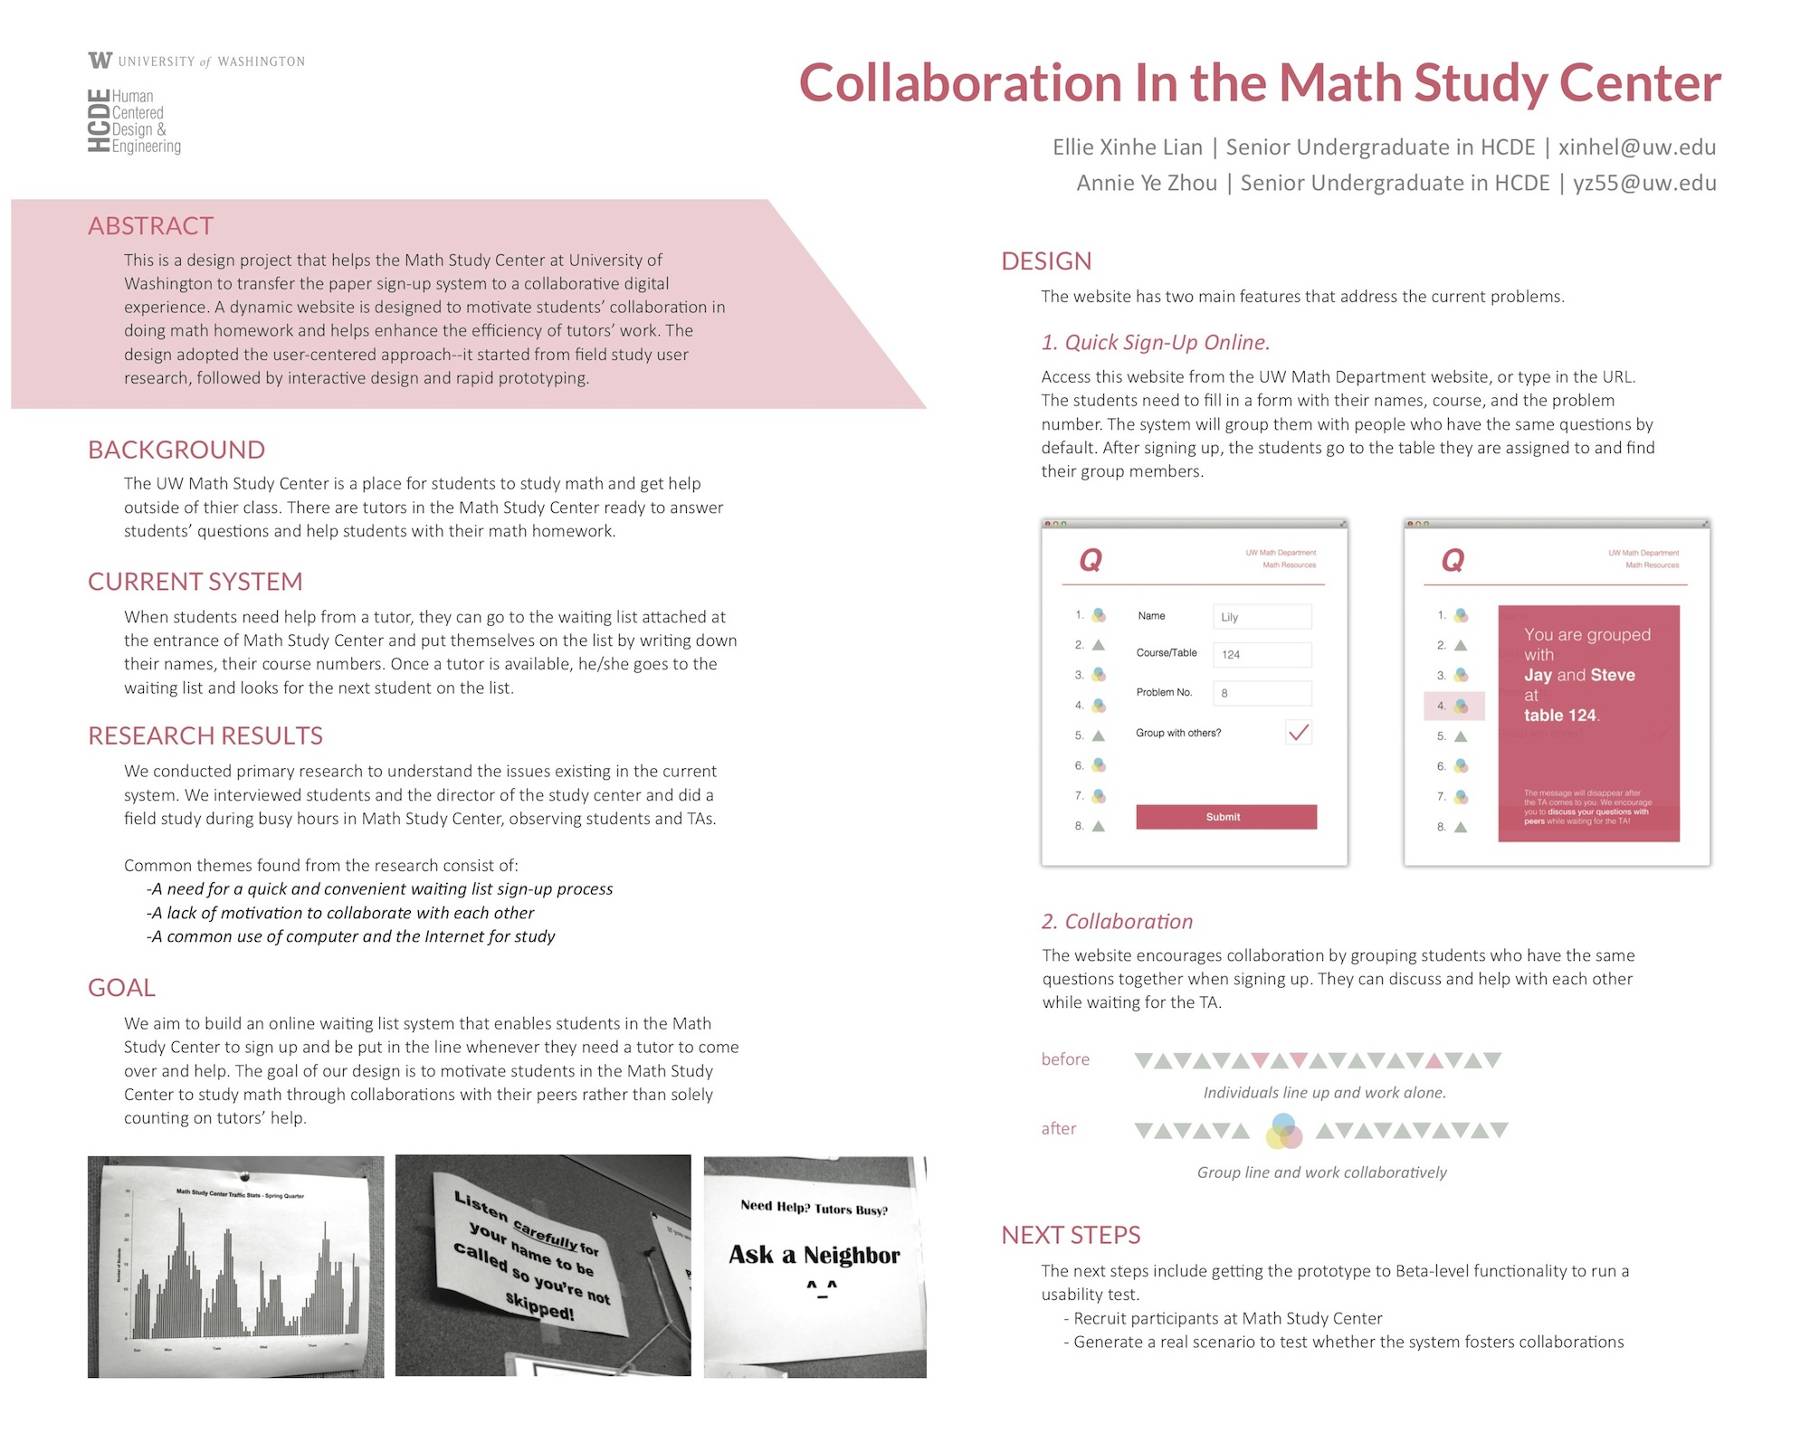 W UNIVERSITY of WASHINGTON
HCDE Human
Centered
Design &
Engineering
Collaboration In the Math Study Center
Ellie Xinhe Lian | Senior Undergraduate in HCDE | xinhel@uw.edu
Annie Ye Zhou | Senior Undergraduate in HCDE | yz55@uw.edu
ABSTRACT
This is a design project that helps the Math Study Center at University of
Washington to transfer the paper sign-up system to a collaborative digital
experience. A dynamic website is designed to motivate students' collaboration in
doing math homework and helps enhance the efficiency of tutors' work. The
design adopted the user-centered approach--it started from field study user
research, followed by interactive design and rapid prototyping.
BACKGROUND
The UW Math Study Center is a place for students to study math and get help
outside of thier class. There are tutors in the Math Study Center ready to answer
students' questions and help students with their math homework.
CURRENT SYSTEM
When students need help from a tutor, they can go to the waiting list attached at
the entrance of Math Study Center and put themselves on the list by writing down
their names, their course numbers. Once a tutor is available, he/she goes to the
waiting list and looks for the next student on the list.
RESEARCH RESULTS
We conducted primary research to understand the issues existing in the current
system. We interviewed students and the director of the study center and did a
field study during busy hours in Math Study Center, observing students and TAs.
Common themes found from the research consist of:
-A need for a quick and convenient waiting list sign-up process
-A lack of motivation to collaborate with each other
-A common use of computer and the Internet for study
GOAL
We aim to build an online waiting list system that enables students in the Math
Study Center to sign up and be put in the line whenever they need a tutor to come
over and help. The goal of our design is to motivate students in the Math Study
Center to study math through collaborations with their peers rather than solely
counting on tutors' help.
Math Study Center Traffic Stats - Spring Quarter
Number of Students
Listen carefully for
your name to be
called so you're not
skipped!
Need Help? Tutors Busy?
Ask a Neighbor
^_^
DESIGN
The website has two main features that address the current problems.
1. Quick Sign-Up Online.
Access this website from the UW Math Department website, or type in the URL.
The students need to fill in a form with their names, course, and the problem
number. The system will group them with people who have the same questions by
default. After signing up, the students go to the table they are assigned to and find
their group members.
Q
UW Math Department
Math Resources
1.
2.
3.
4.
5.
6.
7.
8.
Name Lily
Course/Table 124
Problem No. 8
Group with others?
Submit
Q
UW Math Department
Math Resources
1.
2.
3.
4.
5.
6.
7.
8.
You are grouped
with
Jay and Steve
at
table 124.
The message will disappear after
the TA comes to you. We encourage
you to discuss your questions with
peers while waiting for the TA!
2. Collaboration
The website encourages collaboration by grouping students who have the same
questions together when signing up. They can discuss and help with each other
while waiting for the TA.
before
Individuals line up and work alone.
after
Group line and work collaboratively
NEXT STEPS
The next steps include getting the prototype to Beta-level functionality to run a
usability test.
- Recruit participants at Math Study Center
- Generate a real scenario to test whether the system fosters collaborations